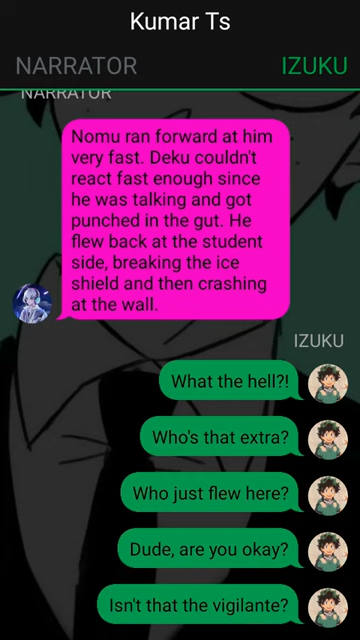 Kumar Ts
NARRATOR
IZUKU
NARRATOR
Nomu ran forward at him
very fast. Deku couldn't
react fast enough since
he was talking and got
punched in the gut. He
flew back at the student
side, breaking the ice
shield and then crashing
at the wall.
IZUKU
What the hell?!
Who's that extra?
Who just flew here?
Dude, are you okay?
Isn't that the vigilante?